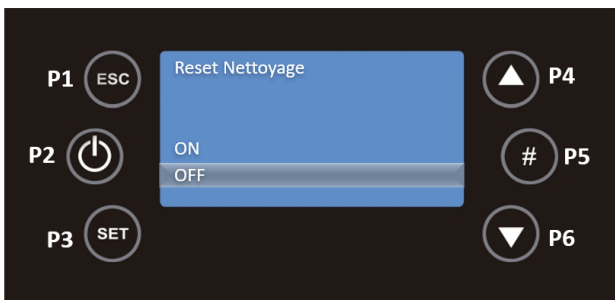 P1 ESC
Reset Nettoyage
P4
P2
ON
# P5
OFF
P3 SET
P6